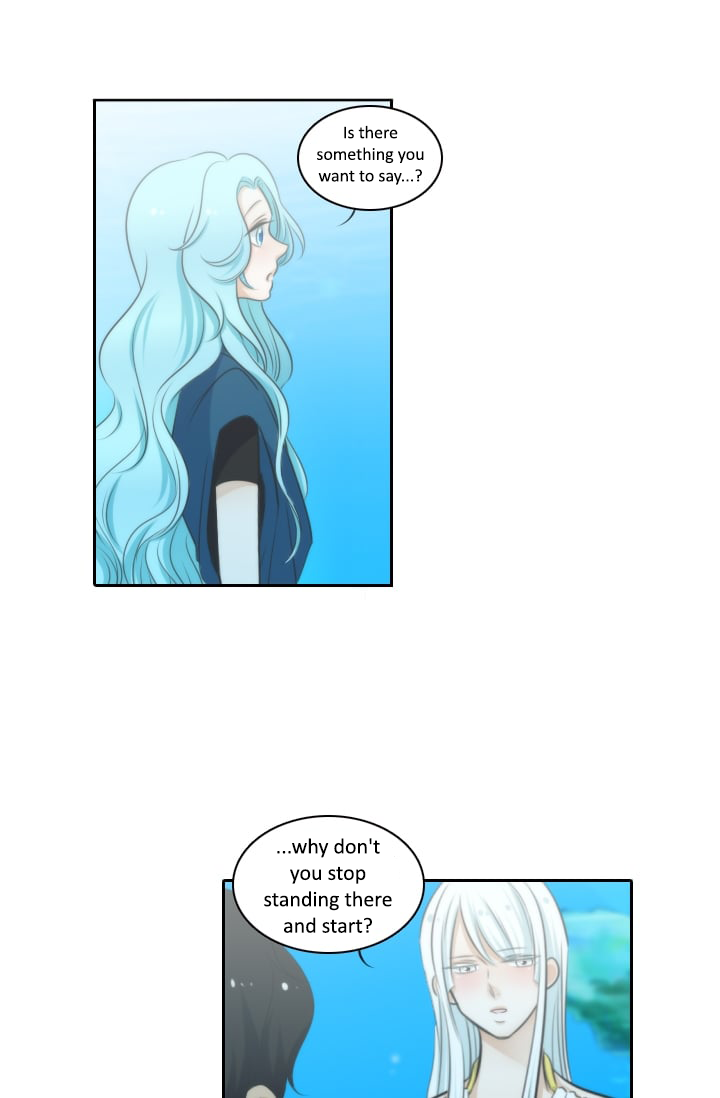 Is there
something you
want to say...?
...why don't
you stop
standing there
and start?